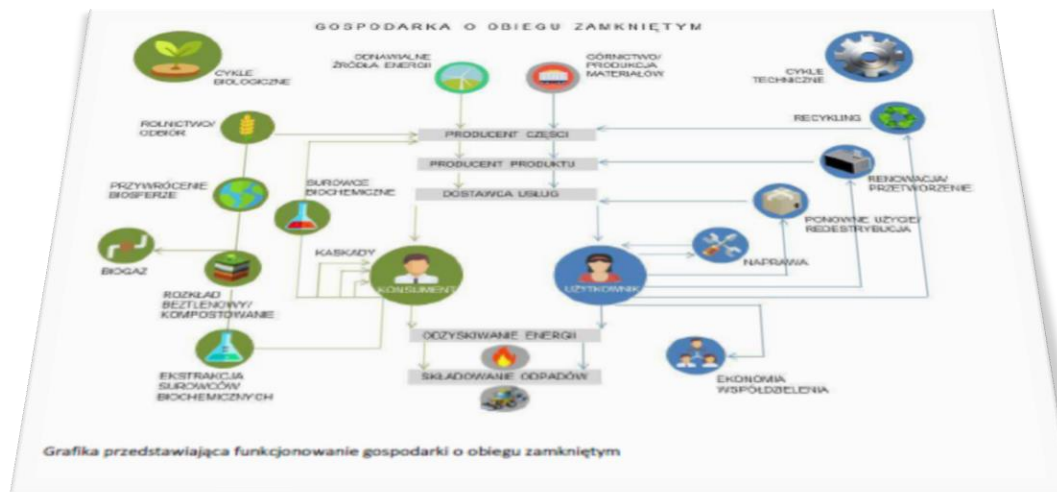 GOSPODARKA O OBIEGU ZAMKNIĘTYM
CYKLE
BIOLOGICZNE
ODNAWIALNE
ŹRÓDŁA ENERGII
GÓRNICTWO/
PRODUKCJA
MATERIAŁÓW
CYKLE
TECHNICZNE
ROLNICTWO/
ODBIÓR
PRODUCENT CZĘŚCI
RECYKLING
PRODUCENT PRODUKTU
PRZYWRÓCENIE
BIOSFERZE
SUROWCE
BIOCHEMICZNE
DOSTAWCA USŁUG
RENOWACJA/
PRZETWORZENIE
PONOWNE UŻYCIE/
REDESTRYBUCJA
BIOGAZ
KASKADY
NAPRAWA
KONSUMENT
UŻYTKOWNIK
ROZKŁAD
BEZTLENOWY/
KOMPOSTOWANIE
ODZYSKIWANIE ENERGII
EKSTRAKCJA
SUROWCÓW
BIOCHEMICZNYCH
SKŁADOWANIE ODPADÓW
EKONOMIA
WSPÓŁDZIELENIA
Grafika przedstawiająca funkcjonowanie gospodarki o obiegu zamkniętym